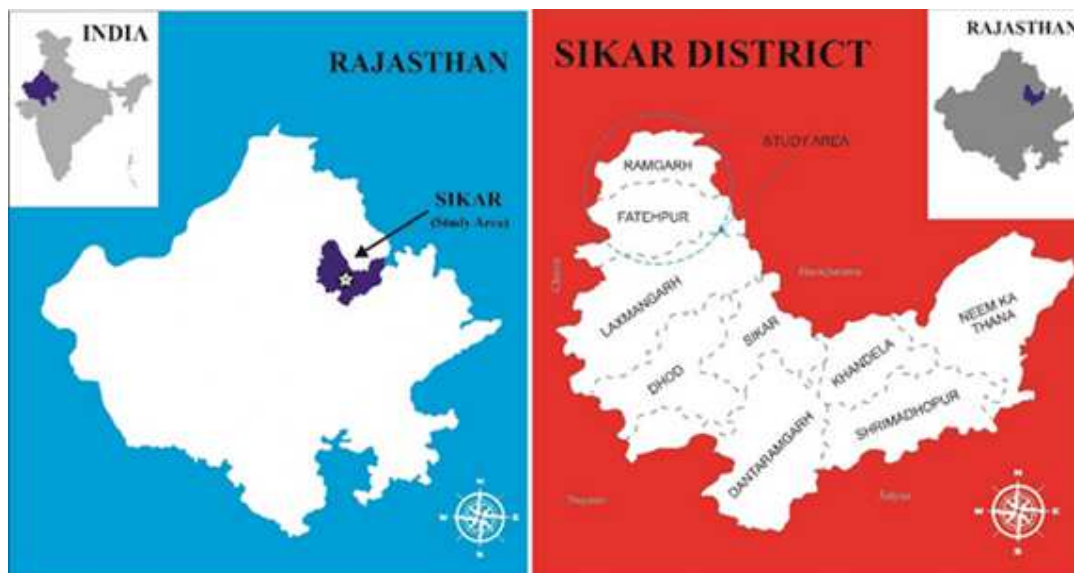 INDIA
RAJASTHAN
SIKAR
(Study Area)
N
W
E
SIKAR DISTRICT
RAJASTHAN
STUDY AREA
RAMGARH
FATEHPUR
LAXMANGARH
SIKAR
DHOD
DANTARAMGARH
KHANDELA
SHRIMADHOPUR
NEEM KA
THANA
N
W
E